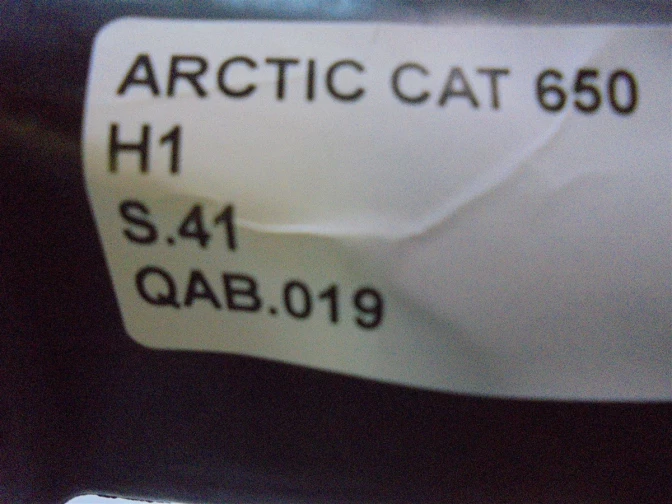 ARCTIC CAT 650
H1
S.41
QAB.019